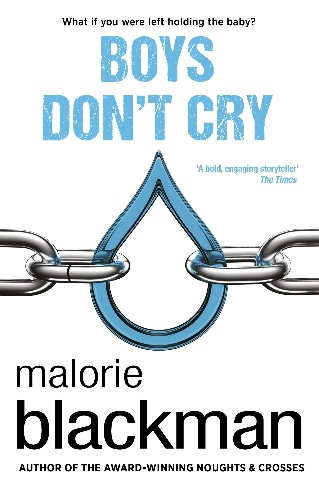 What if you were left holding the baby?
BOYS
DON'T CRY
'A bold, engaging storyteller'
The Times
malorie
blackman
AUTHOR OF THE AWARD-WINNING NOUGHTS & CROSSES